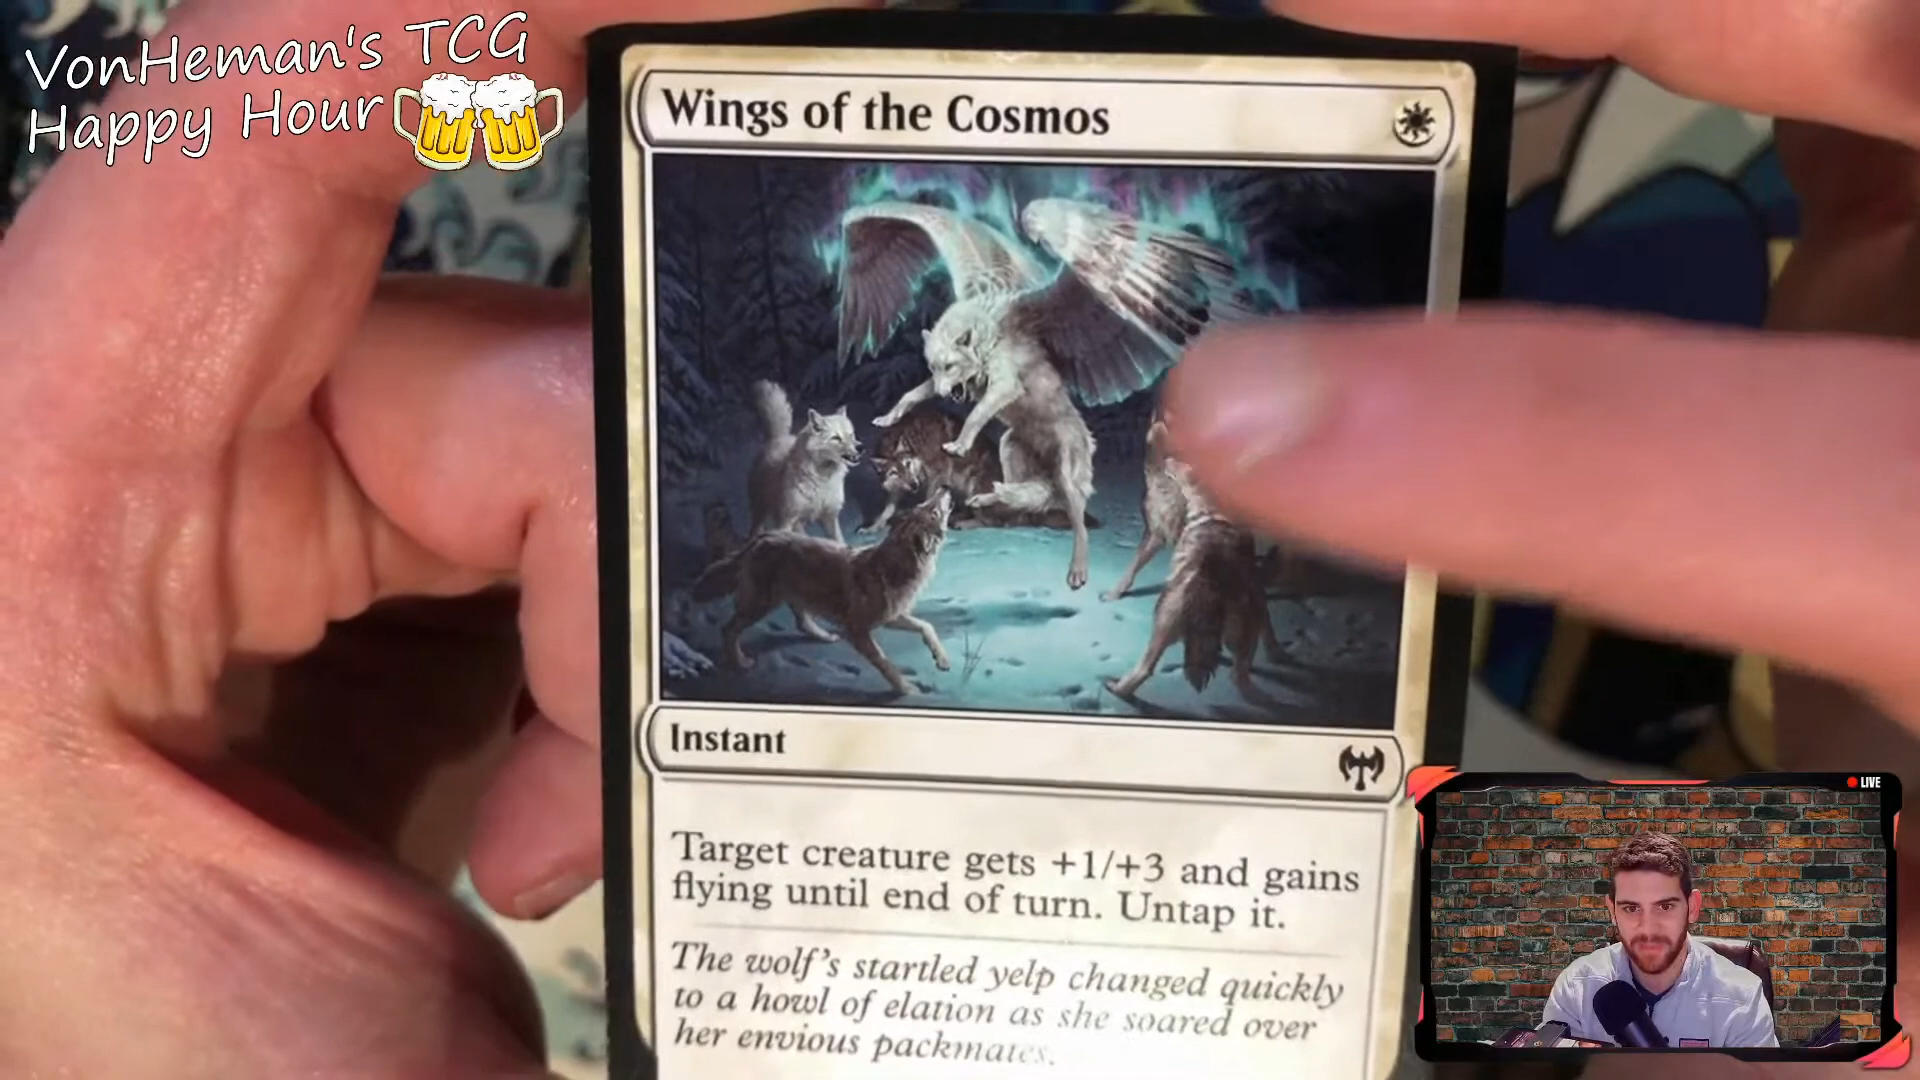 VonHeman's TCG
Happy Hour
Wings of the Cosmos
Instant
Target creature gets +1/+3 and gains
flying until end of turn. Untap it.
The wolf's startled yelp changed quickly
to a howl of elation as she soared over
her envious packmates.
LIVE